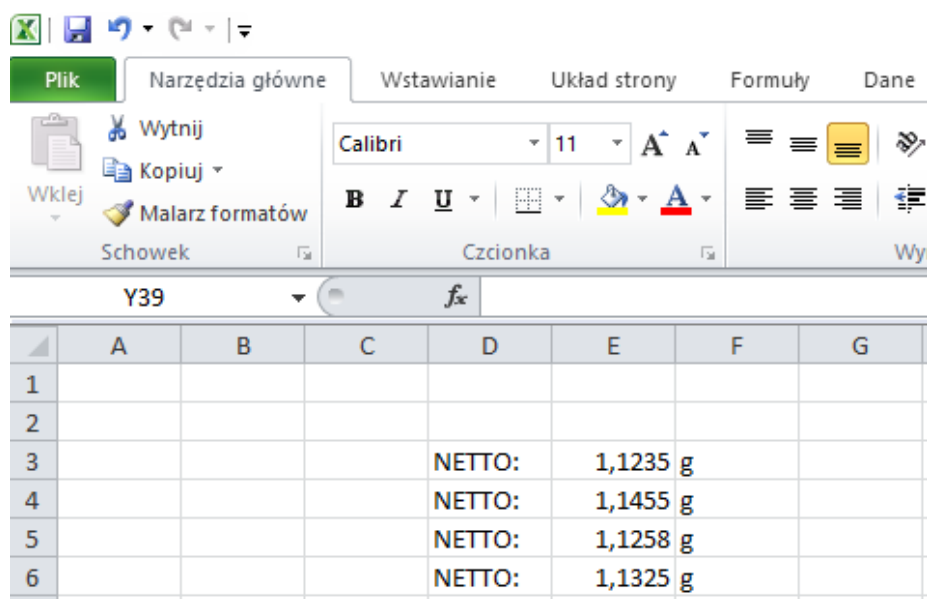 Plik Narzędzia główne Wstawianie Układ strony Formuły Dane
Wytnij
Kopiuj
Wklej
Malarz formatów
Schowek
Calibri 11 A A
B I U A
Czcionka
Y39 fx
A B C D E F G
1
2
3 NETTO: 1,1235 g
4 NETTO: 1,1455 g
5 NETTO: 1,1258 g
6 NETTO: 1,1325 g